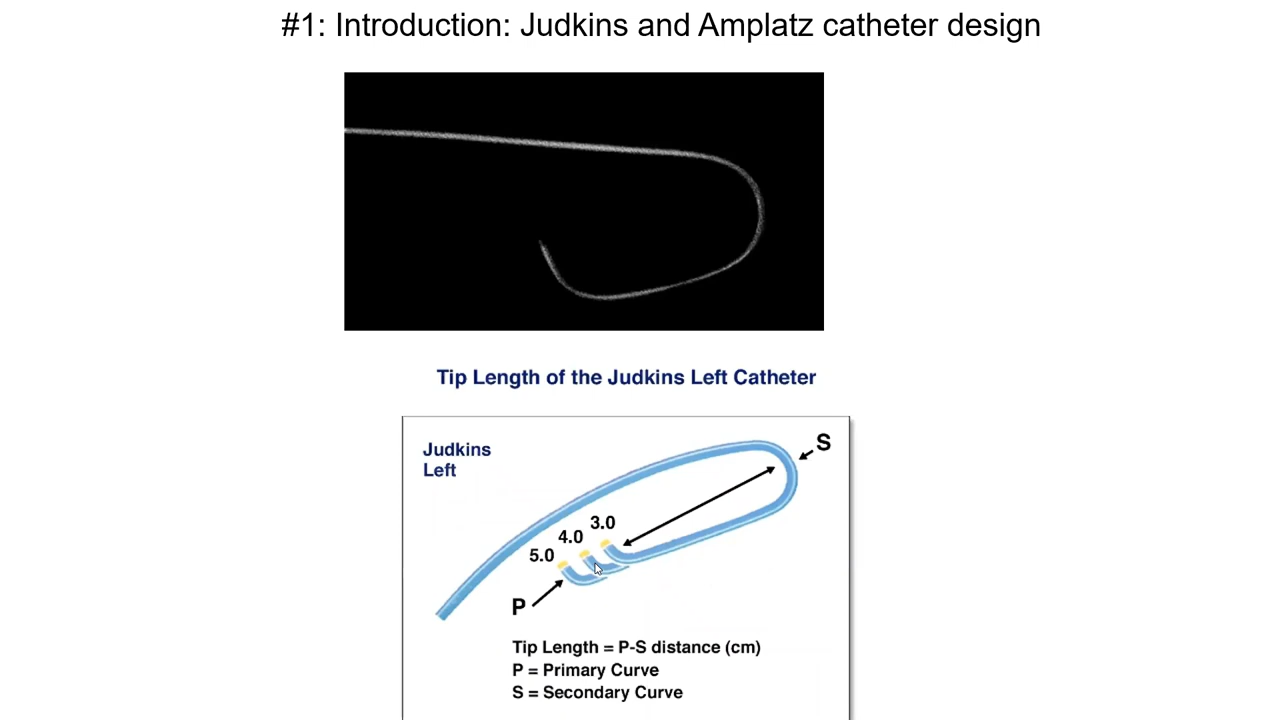 #1: Introduction: Judkins and Amplatz catheter design
Tip Length of the Judkins Left Catheter
Judkins
Left
S
3.0
4.0
5.0
P
Tip Length = P-S distance (cm)
P = Primary Curve
S = Secondary Curve